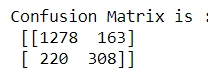 Confusion Matrix is :
[[1278 163]
[ 220 308]]